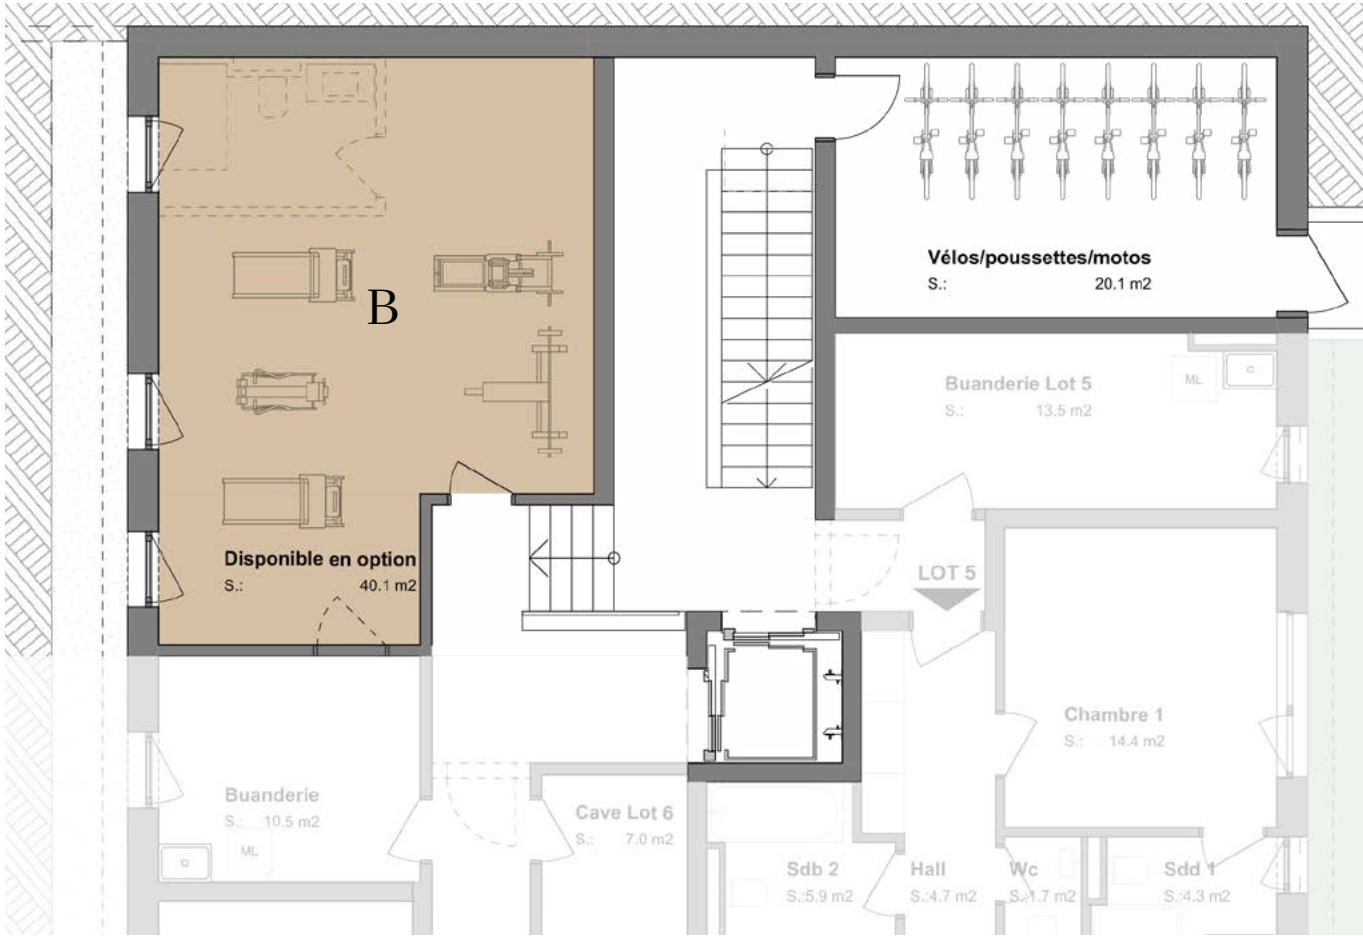 Vélos/poussettes/motos
S.: 20.1 m2
B
Buanderie Lot 5
S.: 13.5 m2
ML
Disponible en option
S.: 40.1 m2
LOT 5
Chambre 1
S.: 14.4 m2
Buanderie
S.: 10.5 m2
ML
Cave Lot 6
S.: 7.0 m2
Sdb 2
S.:5.9 m2
Hall
S.:4.7 m2
Wc
S.:1.7 m2
Sdd 1
S.:4.3 m2